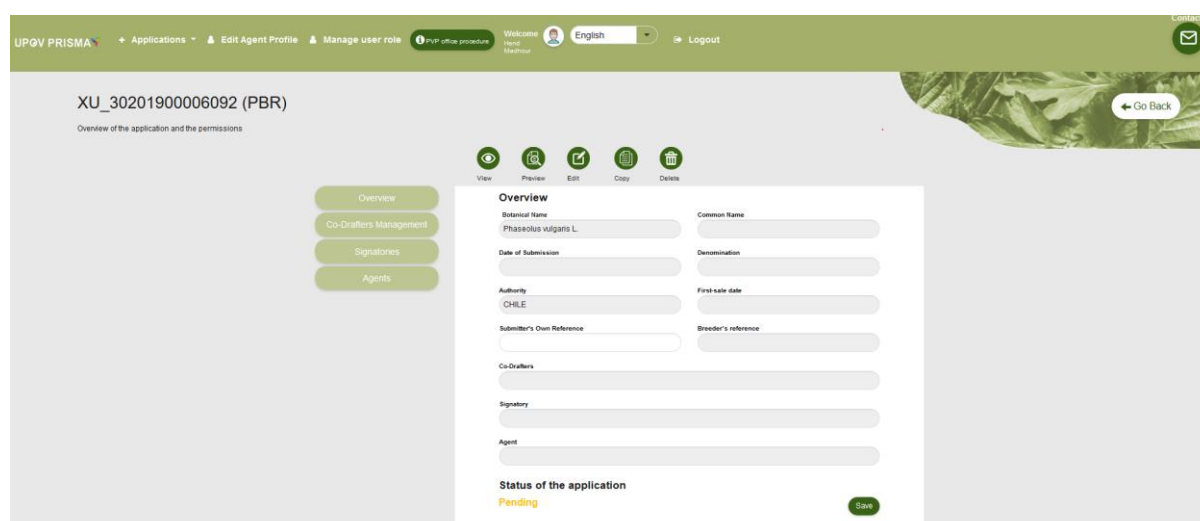 Contact
UPOV PRISMA + Applications Edit Agent Profile Manage user role PVP office procedure Welcome Hend Madhour English Logout
XU_30201900006092 (PBR)
Go Back
Overview of the application and the permissions
View Preview Edit Copy Delete
Overview
Co-Drafters Management
Signatories
Agents
Overview
Botanical Name Common Name
Phaseolus vulgaris L.
Date of Submission Denomination
Authority First-sale date
CHILE
Submitter's Own Reference Breeder's reference
Co-Drafters
Signatory
Agent
Status of the application
Pending
Save